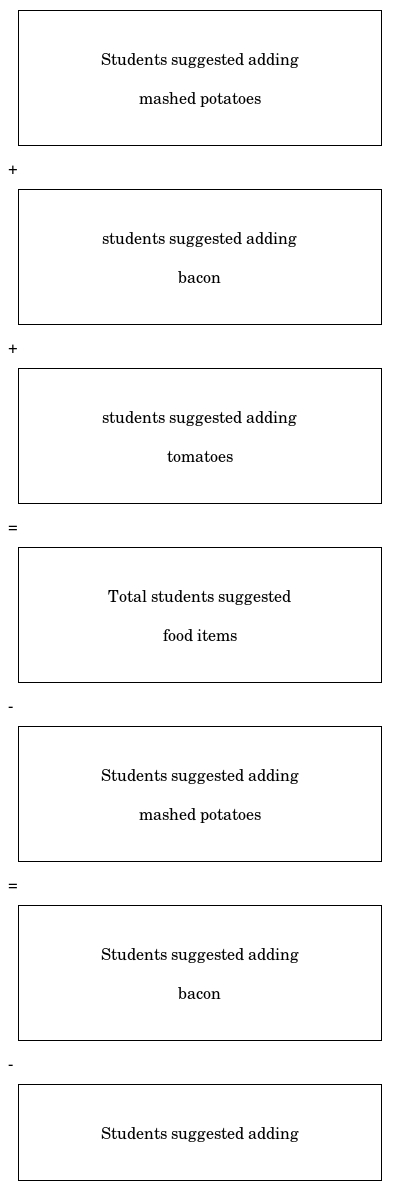 Students suggested adding
mashed potatoes
+
students suggested adding
bacon
+
students suggested adding
tomatoes
=
Total students suggested
food items
-
Students suggested adding
mashed potatoes
=
Students suggested adding
bacon
-
Students suggested adding